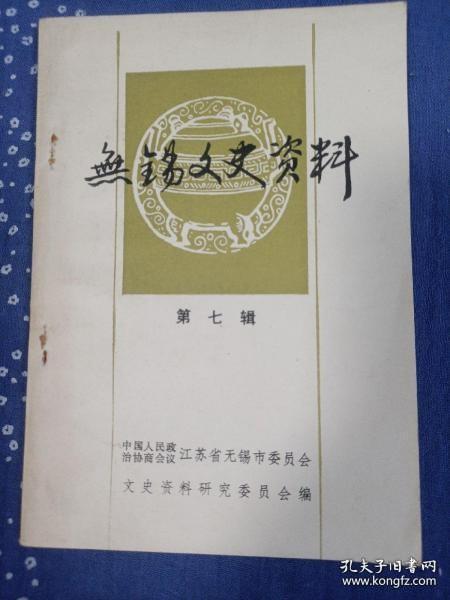 無锡文史资料
第七辑
中国人民政
治协商会议 江苏省无锡市委员会
文史资料研究委员会编
孔夫子旧书网
www.kongfz.com